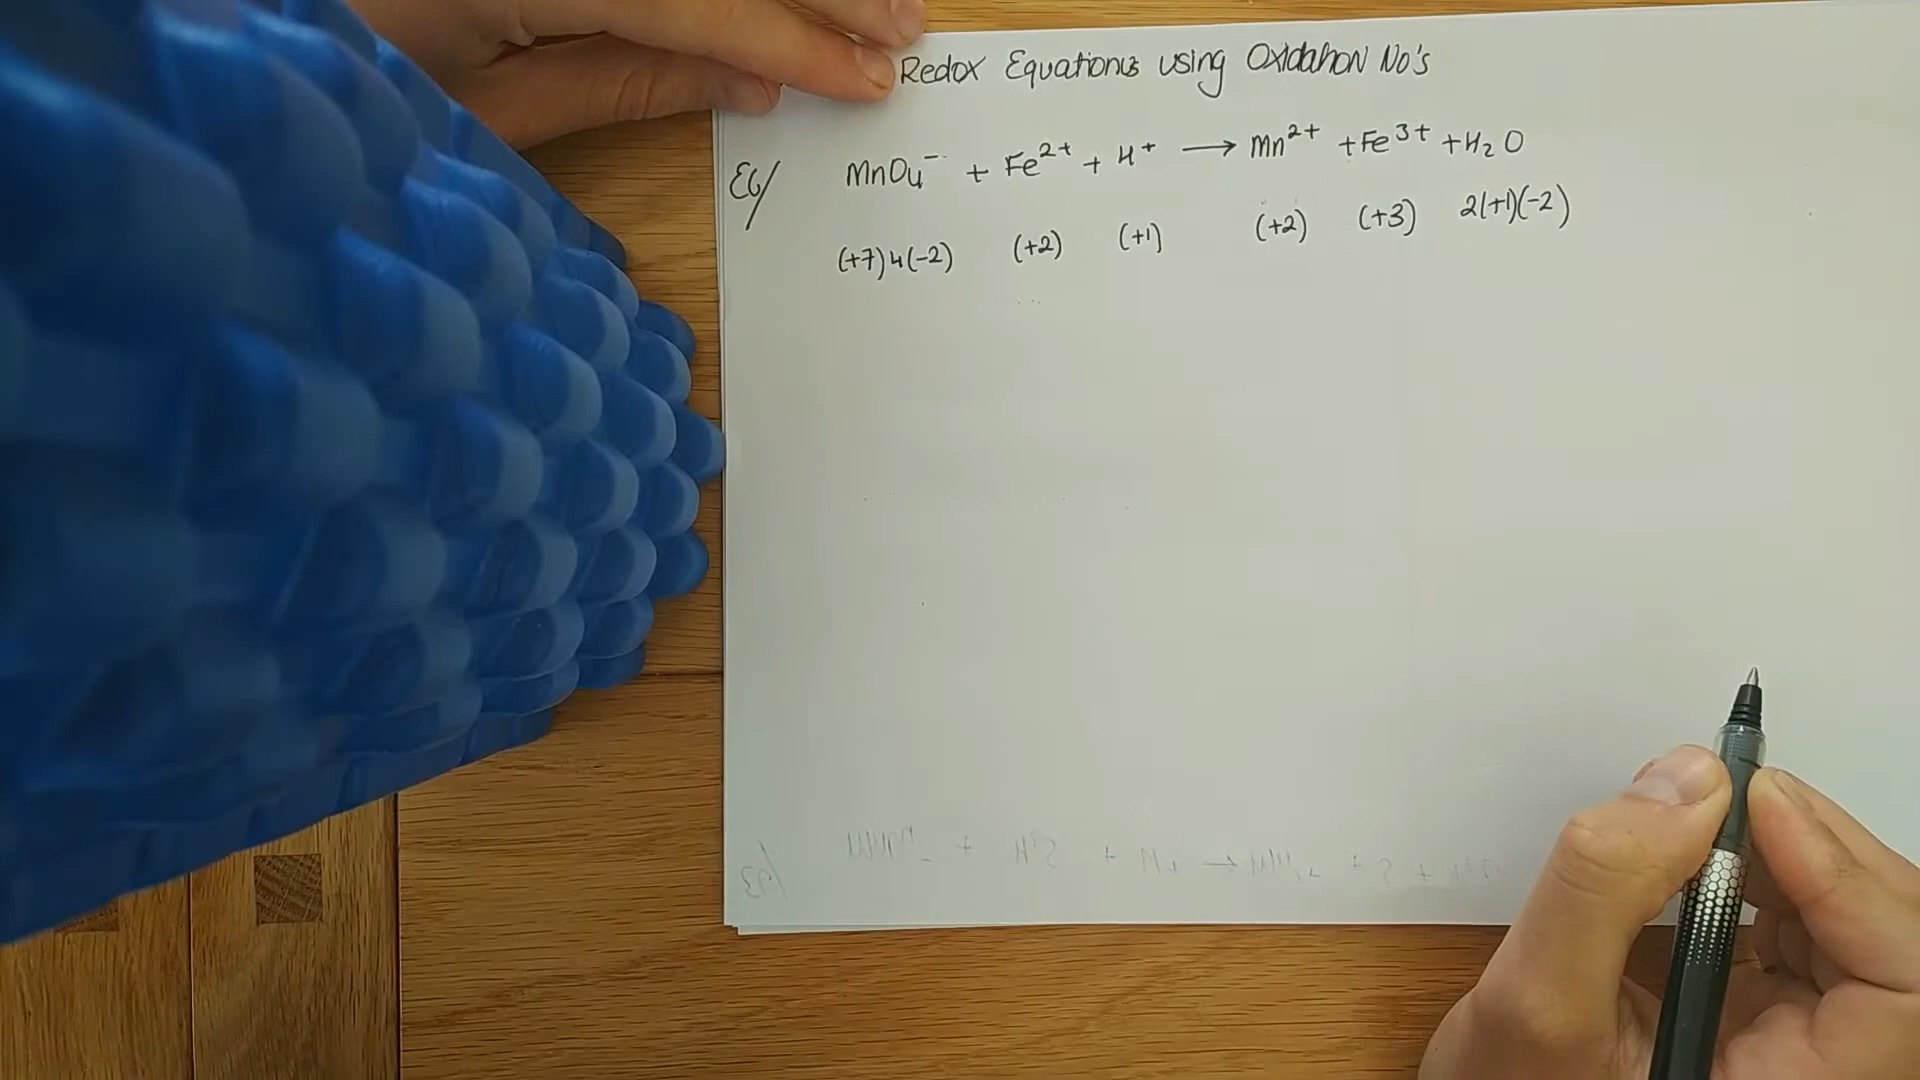 Redox Equations using Oxidation No's
EG/ MnO₄⁻ + Fe²⁺ + H⁺ ⟶ Mn²⁺ + Fe³⁺ + H₂O
(+7)4(-2) (+2) (+1) (+2) (+3) 2(+1)(-2)